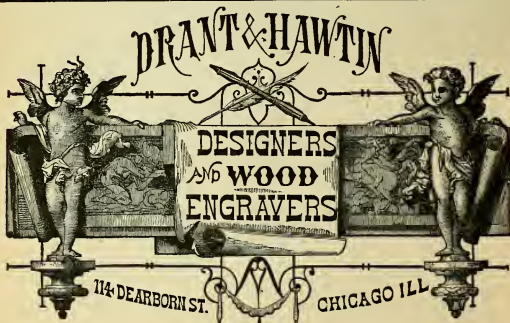 DRANT & HAWTIN
DESIGNERS
AND WOOD
ENGRAVERS
114 DEARBORN ST. CHICAGO ILL